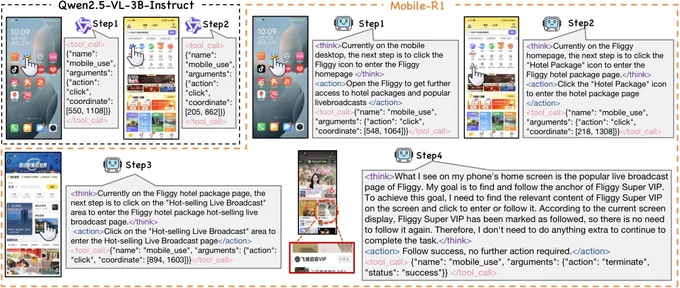 Qwen2.5-VL-3B-Instruct
Step1
<tool_call>
{"name":
"mobile_use",
"arguments":
{"action":
"click",
"coordinate":
[550, 1108]}
</tool_call>
Step2
<tool_call>
{"name":
"mobile_use",
"arguments":
{"action":
"click",
"coordinate":
[205, 862]}}
</tool_call>
Mobile-R1
Step1
<think>Currently on the mobile
desktop, the next step is to click the
Fliggy icon to enter the Fliggy
homepage </think>
<action>Open the Fliggy to get further
access to hotel packages and popular
livebroadcasts </action>
<tool_call>{"name": "mobile_use",
"arguments": {"action": "click",
"coordinate": [548, 1064]}}</tool_call>
Step2
<think>Currently on the Fliggy
homepage, the next step is to click the
"Hotel Package" icon to enter the
Fliggy hotel package page.</think>
<action>Click the "Hotel Package" icon
to enter the hotel package page
</action>
<tool_call>{"name": "mobile_use",
"arguments": {"action": "click",
"coordinate": [218, 1308]}}</tool_call>
Step3
<think>Currently on the Fliggy hotel package page, the
next step is to click on the "Hot-selling Live Broadcast"
area to enter the Fliggy hotel package hot-selling live
broadcast page.</think>
<action>Click on the "Hot-selling Live Broadcast" area to
enter the Hot-selling Live Broadcast page</action>
<tool_call>{"name": "mobile_use", "arguments": {"action":
"click", "coordinate": [894, 1603]}}</tool_call>
Step4
<think>What I see on my phone's home screen is the popular live broadcast
page of Fliggy. My goal is to find and follow the anchor of Fliggy Super VIP.
To achieve this goal, I need to find the relevant content of Fliggy Super VIP
on the screen and click to enter or follow it. According to the current screen
display, Fliggy Super VIP has been marked as followed, so there is no need
to follow it again. Therefore, I don't need to do anything extra to continue to
complete the task.</think>
<action> Follow success, no further action required.</action>
<tool_call> {"name": "mobile_use", "arguments": {"action": "terminate",
"status": "success"}} </tool_call>